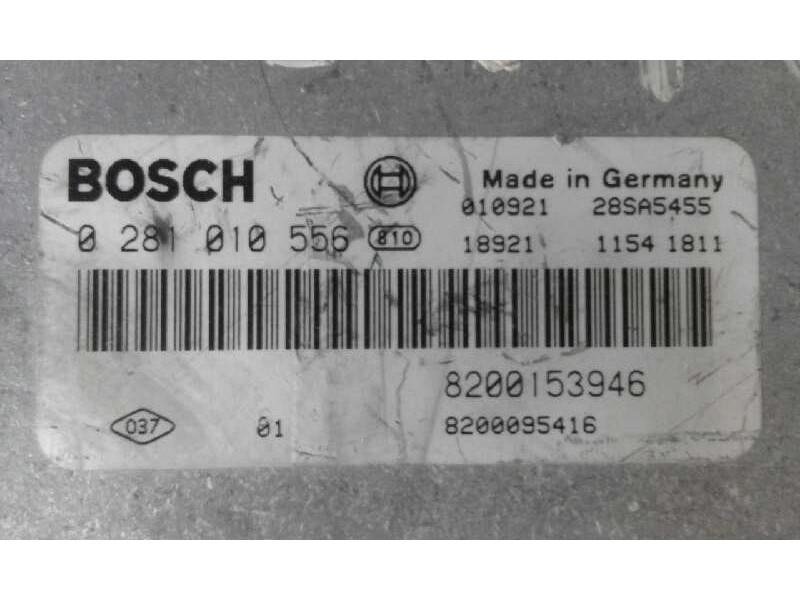 BOSCH
Made in Germany
010921 28SA5455
0 281 010 556 810
18921 1154 1811
8200153946
037 01 8200095416